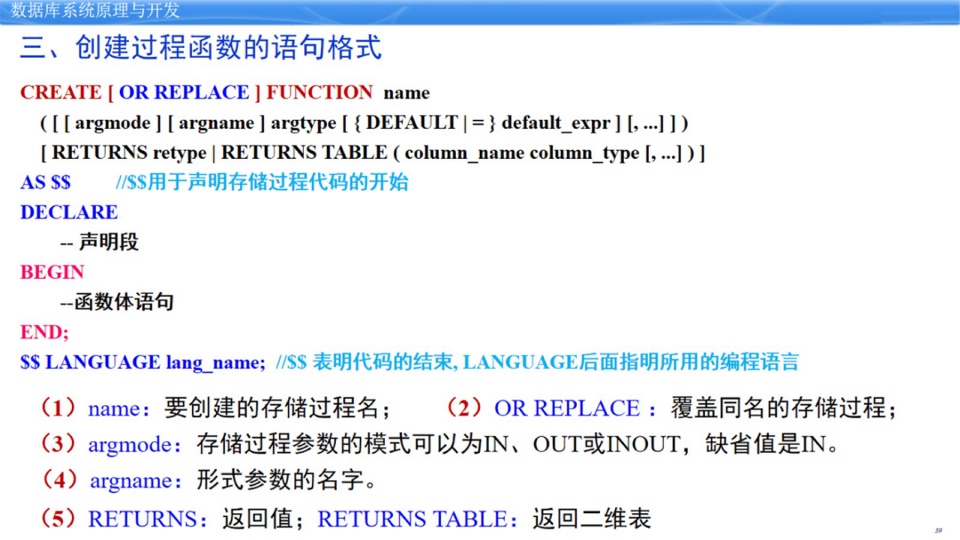 数据库系统原理与开发
三、创建过程函数的语句格式
CREATE [ OR REPLACE ] FUNCTION name
( [ [ argmode ] [ argname ] argtype [ { DEFAULT | = } default_expr ] [, ...] ] )
[ RETURNS retype | RETURNS TABLE ( column_name column_type [, ...] ) ]
AS $$ //$$用于声明存储过程代码的开始
DECLARE
-- 声明段
BEGIN
--函数体语句
END;
$$ LANGUAGE lang_name; //$$ 表明代码的结束, LANGUAGE后面指明所用的编程语言
（1）name：要创建的存储过程名； （2）OR REPLACE ：覆盖同名的存储过程；
（3）argmode：存储过程参数的模式可以为IN、OUT或INOUT，缺省值是IN。
（4）argname：形式参数的名字。
（5）RETURNS：返回值；RETURNS TABLE：返回二维表
59